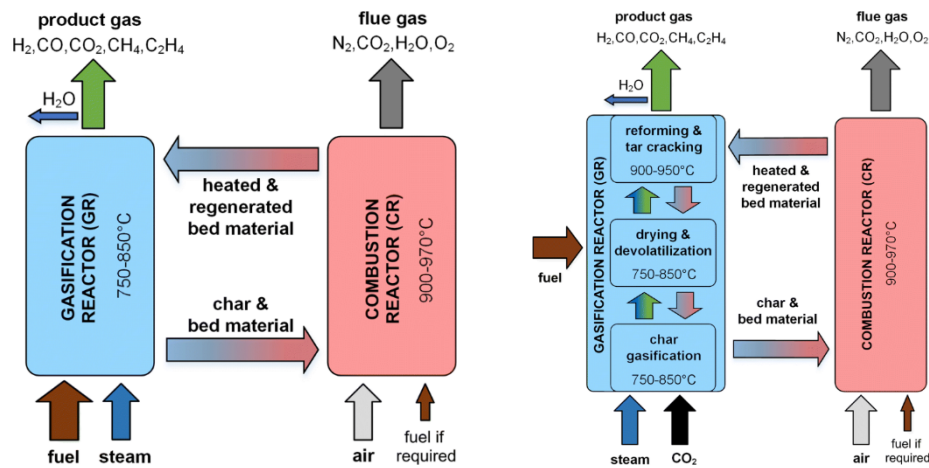 product gas
H₂,CO,CO₂,CH₄,C₂H₄
H₂O
flue gas
N₂,CO₂,H₂O,O₂
GASIFICATION
REACTOR (GR)
750-850°C
heated &
regenerated
bed material
char &
bed material
COMBUSTION
REACTOR (CR)
900-970°C
fuel
steam
air
fuel if
required
product gas
H₂,CO,CO₂,CH₄,C₂H₄
H₂O
flue gas
N₂,CO₂,H₂O,O₂
GASIFICATION REACTOR (GR)
reforming &
tar cracking
900-950°C
drying &
devolatilization
750-850°C
char
gasification
750-850°C
fuel
heated &
regenerated
bed material
char &
bed material
COMBUSTION REACTOR (CR)
900-970°C
steam
CO₂
air
fuel if
required